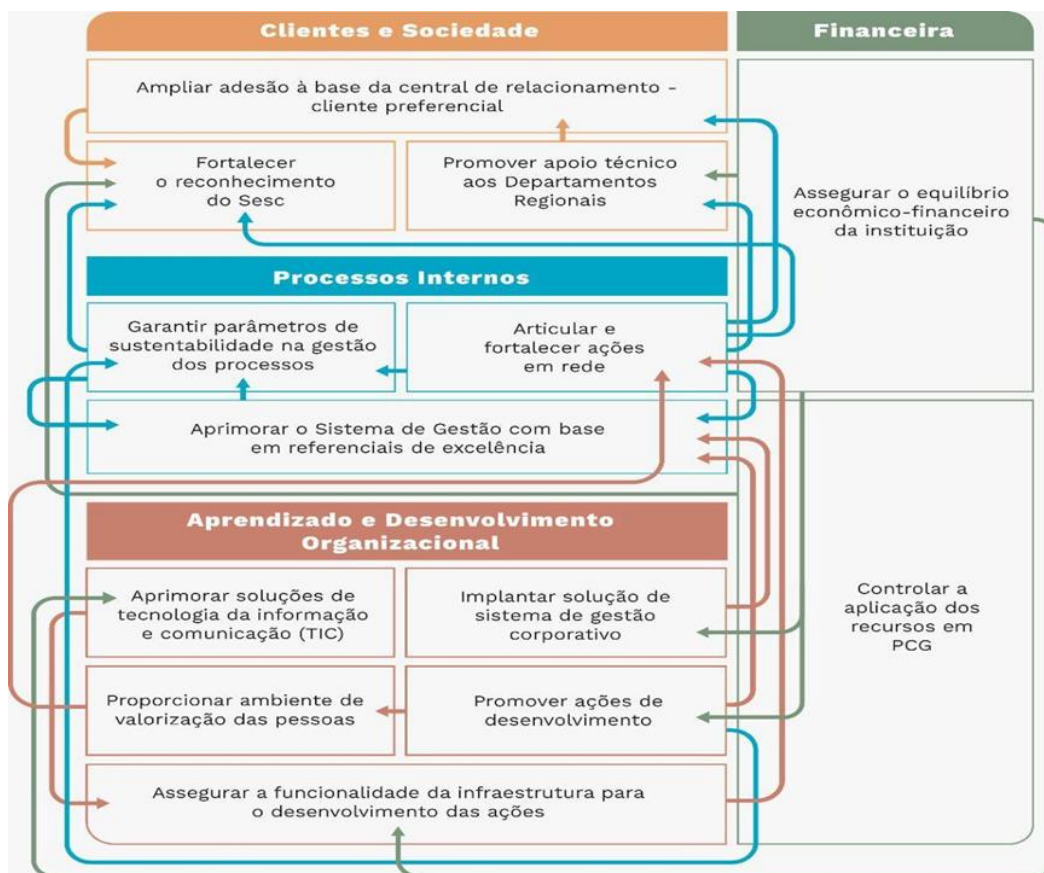 Clientes e Sociedade
Ampliar adesão à base da central de relacionamento -
cliente preferencial
Fortalecer
o reconhecimento
do Sesc
Promover apoio técnico
aos Departamentos
Regionais
Processos Internos
Garantir parâmetros de
sustentabilidade na gestão
dos processos
Articular e
fortalecer ações
em rede
Aprimorar o Sistema de Gestão com base
em referenciais de excelência
Aprendizado e Desenvolvimento
Organizacional
Aprimorar soluções de
tecnologia da informação
e comunicação (TIC)
Implantar solução de
sistema de gestão
corporativo
Proporcionar ambiente de
valorização das pessoas
Promover ações de
desenvolvimento
Assegurar a funcionalidade da infraestrutura para
o desenvolvimento das ações
Financeira
Assegurar o equilíbrio
econômico-financeiro
da instituição
Controlar a
aplicação dos
recursos em
PCG